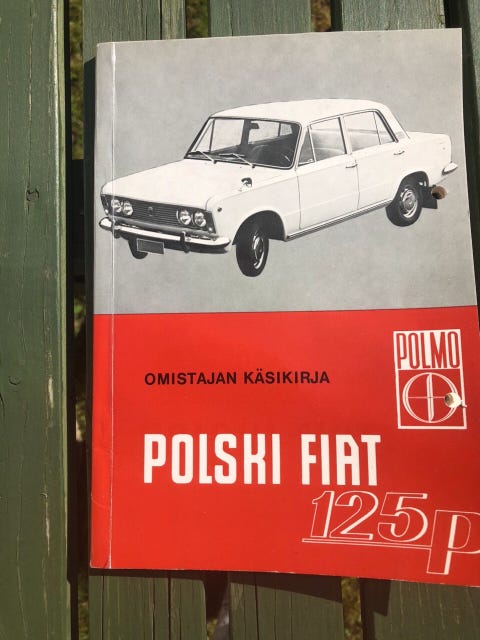 POLMO
OMISTAJAN KÄSIKIRJA
POLSKI FIAT
125p